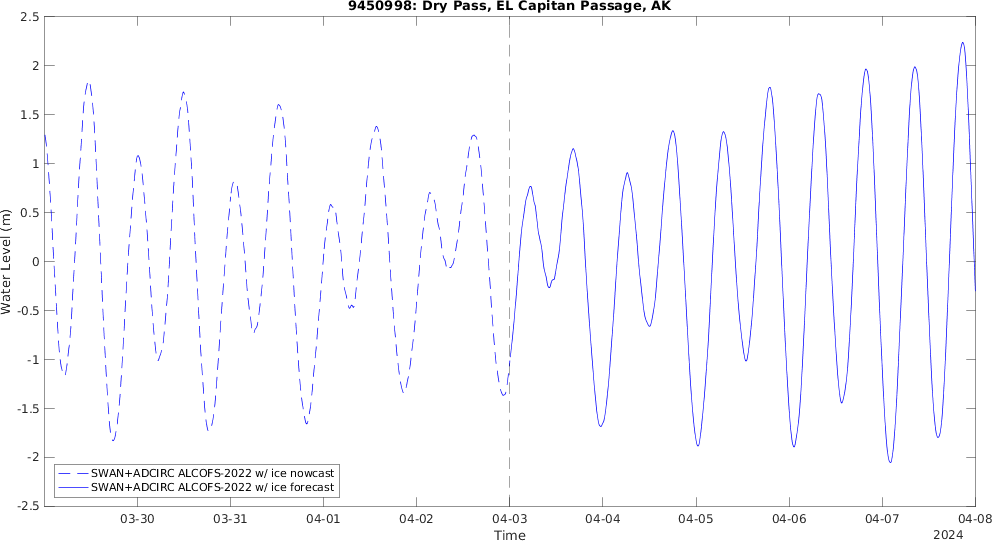 9450998: Dry Pass, EL Capitan Passage, AK
2.5
2
1.5
1
0.5
0
-0.5
-1
-1.5
-2
-2.5
Water Level (m)
SWAN+ADCIRC ALCOFS-2022 w/ ice nowcast
SWAN+ADCIRC ALCOFS-2022 w/ ice forecast
03-30 03-31 04-01 04-02 04-03 04-04 04-05 04-06 04-07 04-08
Time
2024